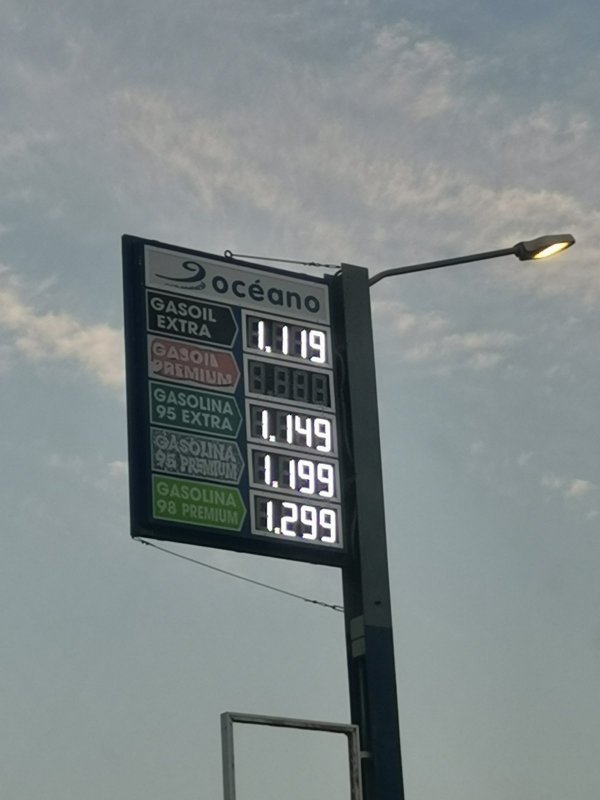 océano
GASOIL
EXTRA
1.119
GASOIL
PREMIUM
GASOLINA
95 EXTRA
1.149
GASOLINA
95 PREMIUM
1.199
GASOLINA
98 PREMIUM
1.299